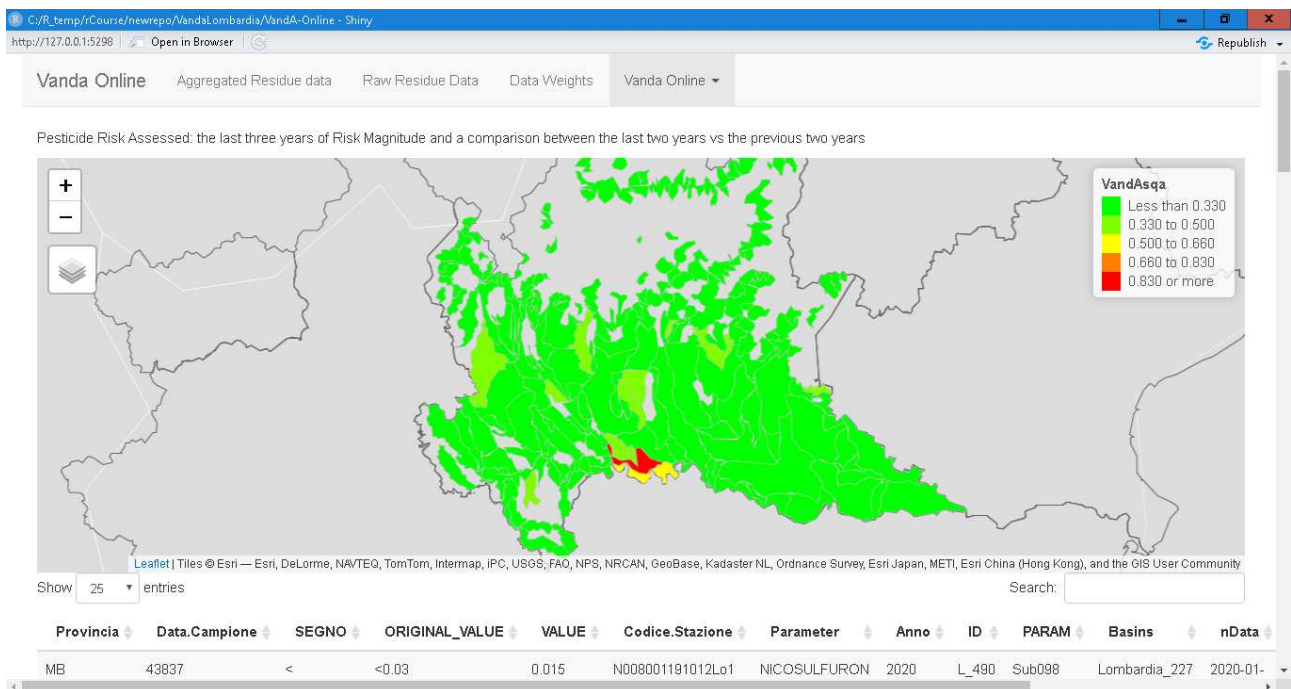 C:/R_temp/rCourse/newrepo/VandaLombardia/VandA-Online - Shiny
http://127.0.0.1:5298 Open in Browser Republish
Vanda Online Aggregated Residue data Raw Residue Data Data Weights Vanda Online
Pesticide Risk Assessed: the last three years of Risk Magnitude and a comparison between the last two years vs the previous two years
+
−
VandAsqa
Less than 0.330
0.330 to 0.500
0.500 to 0.660
0.660 to 0.830
0.830 or more
Leaflet | Tiles © Esri — Esri, DeLorme, NAVTEQ, TomTom, Intermap, iPC, USGS, FAO, NPS, NRCAN, GeoBase, Kadaster NL, Ordnance Survey, Esri Japan, METI, Esri China (Hong Kong), and the GIS User Community
Show 25 entries Search:
Provincia Data.Campione SEGNO ORIGINAL_VALUE VALUE Codice.Stazione Parameter Anno ID PARAM Basins nData
MB 43837 < <0.03 0.015 N008001191012Lo1 NICOSULFURON 2020 L_490 Sub098 Lombardia_227 2020-01-